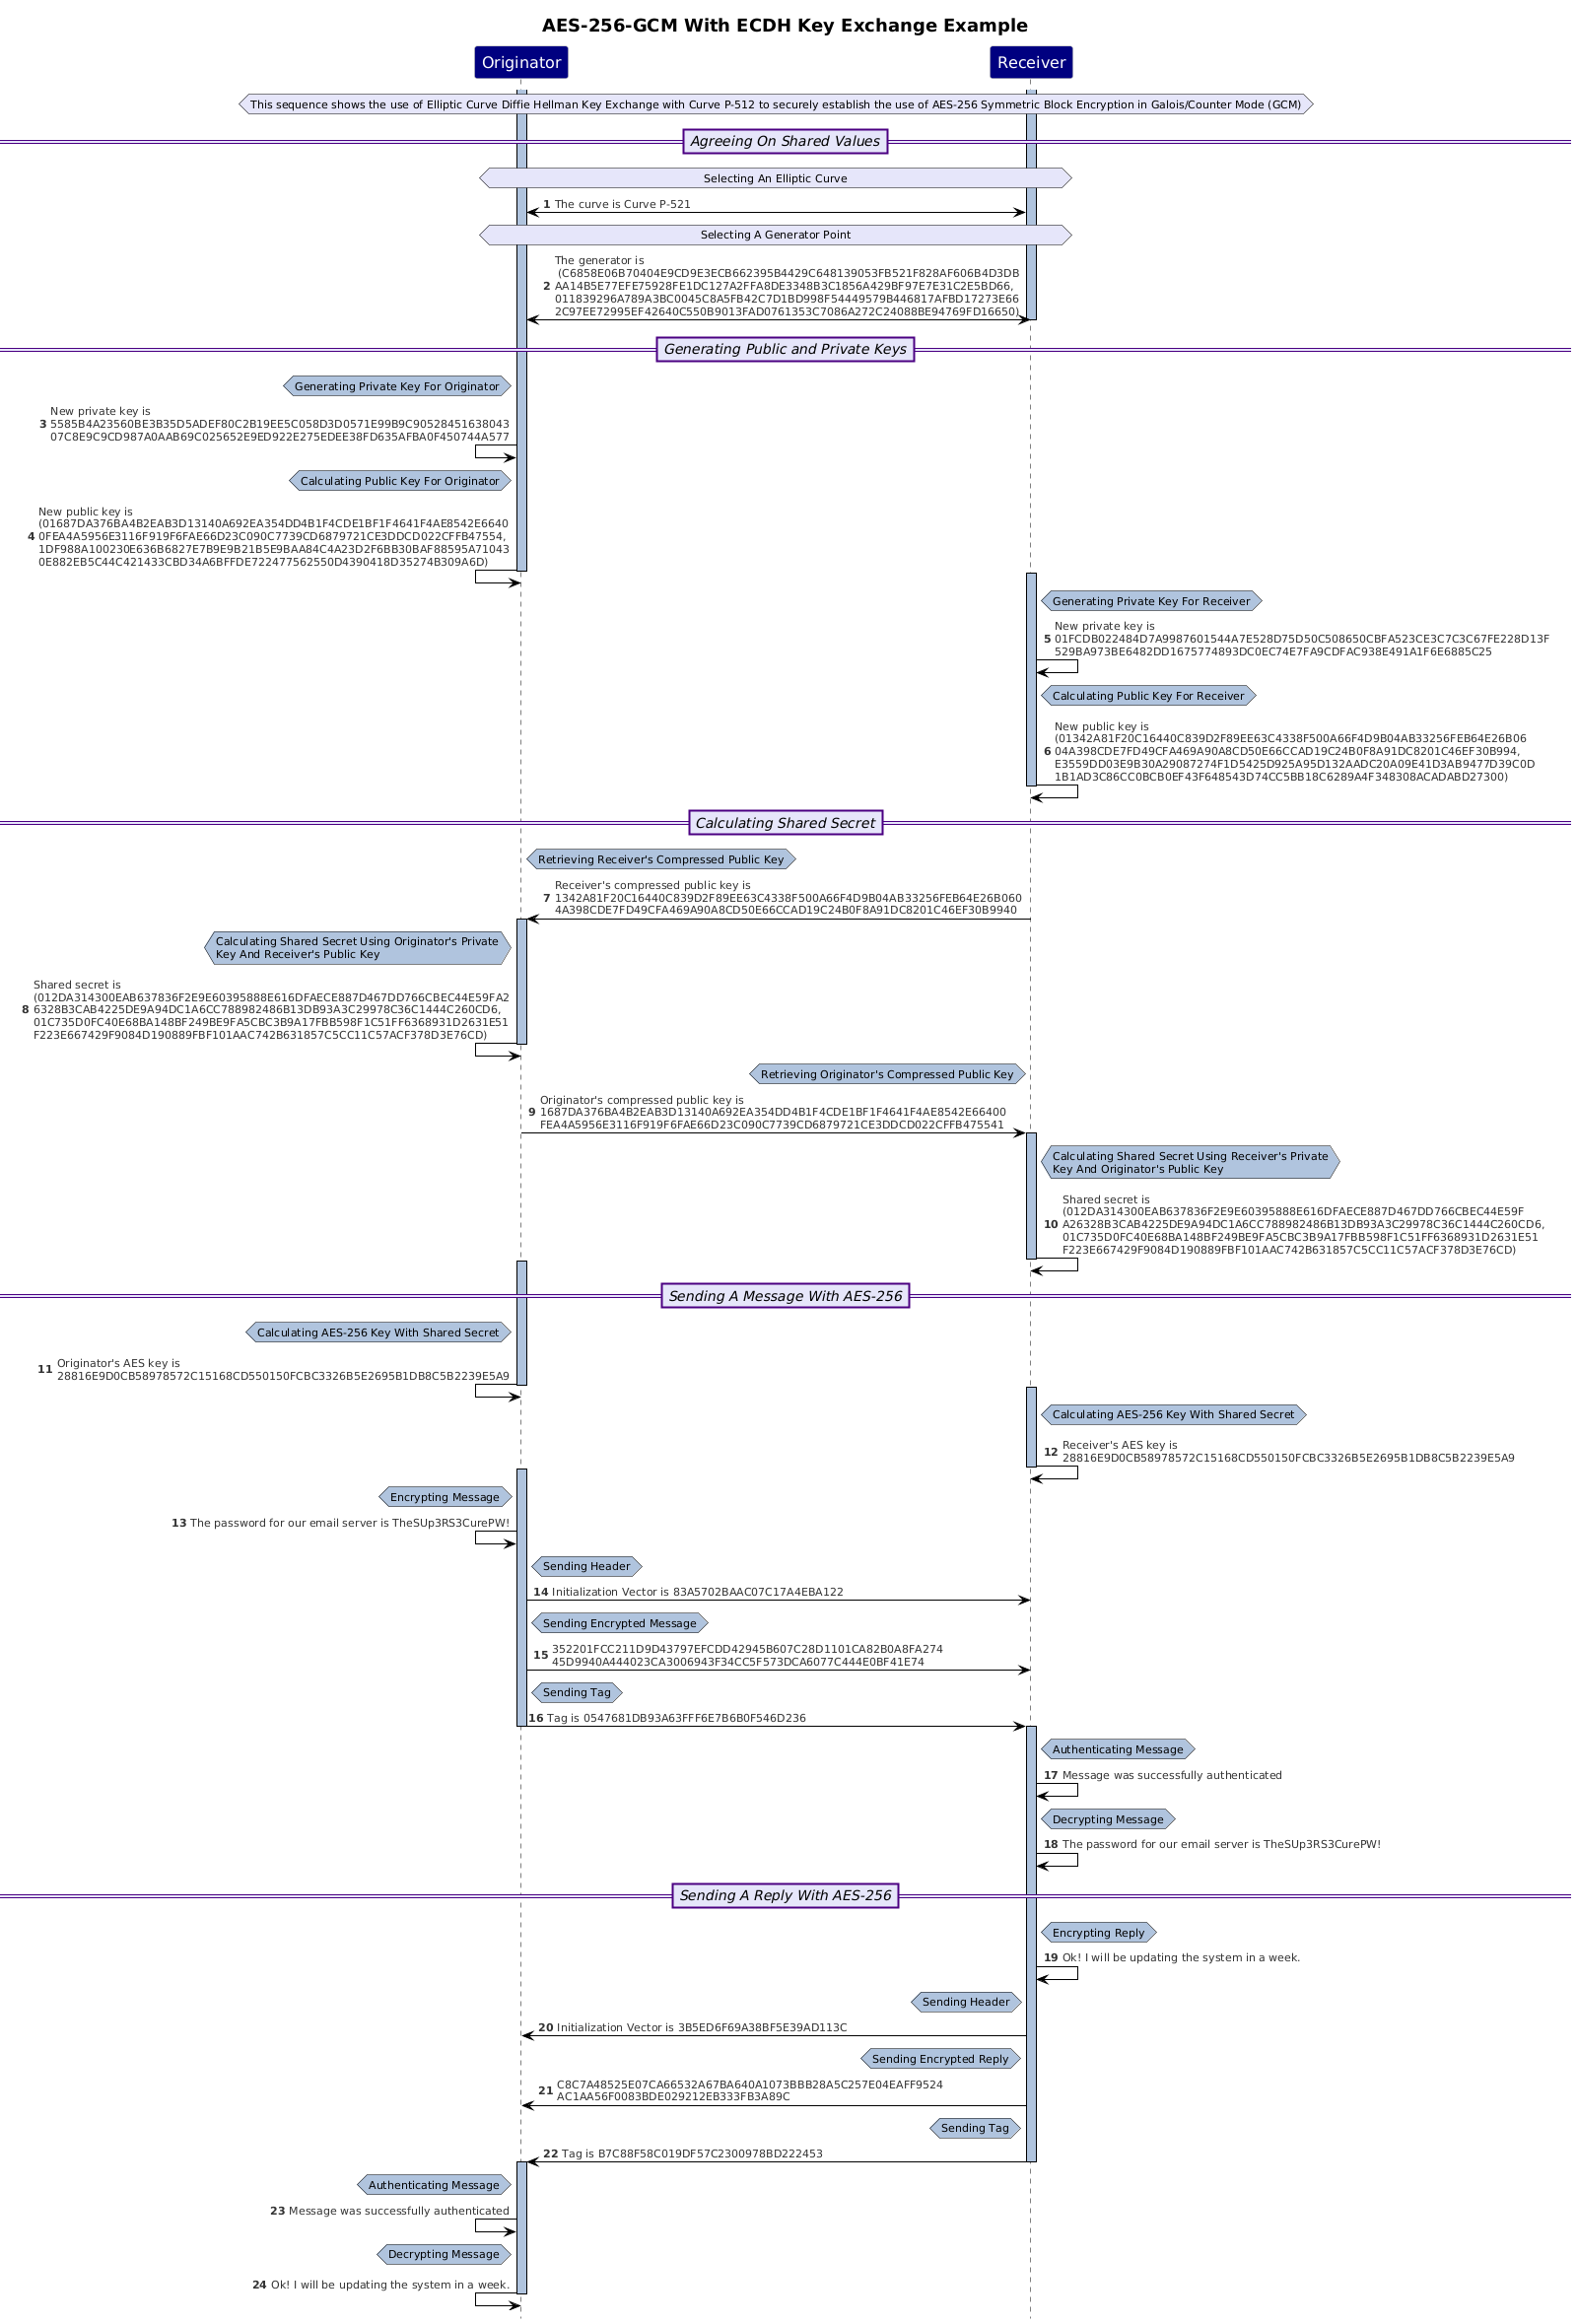 AES-256-GCM With ECDH Key Exchange Example
Originator
Receiver
This sequence shows the use of Elliptic Curve Diffie Hellman Key Exchange with Curve P-512 to securely establish the use of AES-256 Symmetric Block Encryption in Galois/Counter Mode (GCM)
Agreeing On Shared Values
Selecting An Elliptic Curve
1 The curve is Curve P-521
Selecting A Generator Point
The generator is
(C6858E06B70404E9CD9E3ECB662395B4429C648139053FB521F828AF606B4D3DB
2 AA14B5E77EFE75928FE1DC127A2FFA8DE3348B3C1856A429BF97E7E31C2E5BD66,
011839296A789A3BC0045C8A5FB42C7D1BD998F54449579B446817AFBD17273E66
2C97EE72995EF42640C550B9013FAD0761353C7086A272C24088BE94769FD16650)
Generating Public and Private Keys
Generating Private Key For Originator
New private key is
3 5585B4A23560BE3B35D5ADEF80C2B19EE5C058D3D0571E99B9C90528451638043
07C8E9C9CD987A0AAB69C025652E9ED922E275EDEE38FD635AFBA0F450744A577
Calculating Public Key For Originator
New public key is
(01687DA376BA4B2EAB3D13140A692EA354DD4B1F4CDE1BF1F4641F4AE8542E6640
4 0FEA4A5956E3116F919F6FAE66D23C090C7739CD6879721CE3DDCD022CFFB47554,
1DF988A100230E636B6827E7B9E9B21B5E9BAA84C4A23D2F6BB30BAF88595A71043
0E882EB5C44C421433CBD34A6BFFDE722477562550D4390418D35274B309A6D)
Generating Private Key For Receiver
New private key is
5 01FCDB022484D7A9987601544A7E528D75D50C508650CBFA523CE3C7C3C67FE228D13F
529BA973BE6482DD1675774893DC0EC74E7FA9CDFAC938E491A1F6E6885C25
Calculating Public Key For Receiver
New public key is
(01342A81F20C16440C839D2F89EE63C4338F500A66F4D9B04AB33256FEB64E26B06
6 04A398CDE7FD49CFA469A90A8CD50E66CCAD19C24B0F8A91DC8201C46EF30B994,
E3559DD03E9B30A29087274F1D5425D925A95D132AADC20A09E41D3AB9477D39C0D
1B1AD3C86CC0BCB0EF43F648543D74CC5BB18C6289A4F348308ACADABD27300)
Calculating Shared Secret
Retrieving Receiver's Compressed Public Key
Receiver's compressed public key is
7 1342A81F20C16440C839D2F89EE63C4338F500A66F4D9B04AB33256FEB64E26B060
4A398CDE7FD49CFA469A90A8CD50E66CCAD19C24B0F8A91DC8201C46EF30B9940
Calculating Shared Secret Using Originator's Private
Key And Receiver's Public Key
Shared secret is
(012DA314300EAB637836F2E9E60395888E616DFAECE887D467DD766CBEC44E59FA2
8 6328B3CAB4225DE9A94DC1A6CC788982486B13DB93A3C29978C36C1444C260CD6,
01C735D0FC40E68BA148BF249BE9FA5CBC3B9A17FBB598F1C51FF6368931D2631E51
F223E667429F9084D190889FBF101AAC742B631857C5CC11C57ACF378D3E76CD)
Retrieving Originator's Compressed Public Key
Originator's compressed public key is
9 1687DA376BA4B2EAB3D13140A692EA354DD4B1F4CDE1BF1F4641F4AE8542E66400
FEA4A5956E3116F919F6FAE66D23C090C7739CD6879721CE3DDCD022CFFB475541
Calculating Shared Secret Using Receiver's Private
Key And Originator's Public Key
Shared secret is
(012DA314300EAB637836F2E9E60395888E616DFAECE887D467DD766CBEC44E59F
10 A26328B3CAB4225DE9A94DC1A6CC788982486B13DB93A3C29978C36C1444C260CD6,
01C735D0FC40E68BA148BF249BE9FA5CBC3B9A17FBB598F1C51FF6368931D2631E51
F223E667429F9084D190889FBF101AAC742B631857C5CC11C57ACF378D3E76CD)
Sending A Message With AES-256
Calculating AES-256 Key With Shared Secret
11 Originator's AES key is
28816E9D0CB58978572C15168CD550150FCBC3326B5E2695B1DB8C5B2239E5A9
Calculating AES-256 Key With Shared Secret
12 Receiver's AES key is
28816E9D0CB58978572C15168CD550150FCBC3326B5E2695B1DB8C5B2239E5A9
Encrypting Message
13 The password for our email server is TheSUp3RS3CurePW!
Sending Header
14 Initialization Vector is 83A5702BAAC07C17A4EBA122
Sending Encrypted Message
15 352201FCC211D9D43797EFCDD42945B607C28D1101CA82B0A8FA274
45D9940A444023CA3006943F34CC5F573DCA6077C444E0BF41E74
Sending Tag
16 Tag is 0547681DB93A63FFF6E7B6B0F546D236
Authenticating Message
17 Message was successfully authenticated
Decrypting Message
18 The password for our email server is TheSUp3RS3CurePW!
Sending A Reply With AES-256
Encrypting Reply
19 Ok! I will be updating the system in a week.
Sending Header
20 Initialization Vector is 3B5ED6F69A38BF5E39AD113C
Sending Encrypted Reply
21 C8C7A48525E07CA66532A67BA640A1073BBB28A5C257E04EAFF9524
AC1AA56F0083BDE029212EB333FB3A89C
Sending Tag
22 Tag is B7C88F58C019DF57C2300978BD222453
Authenticating Message
23 Message was successfully authenticated
Decrypting Message
24 Ok! I will be updating the system in a week.